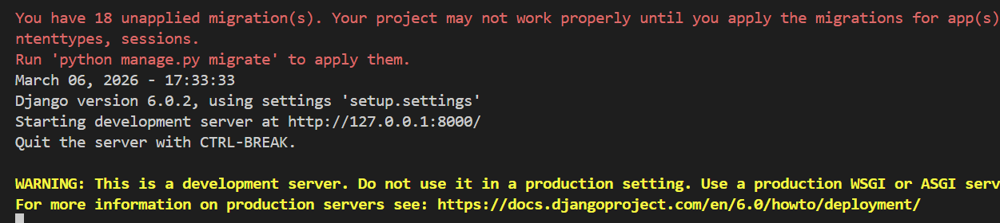 You have 18 unapplied migration(s). Your project may not work properly until you apply the migrations for app(s)
ntenttypes, sessions.
Run 'python manage.py migrate' to apply them.
March 06, 2026 - 17:33:33
Django version 6.0.2, using settings 'setup.settings'
Starting development server at http://127.0.0.1:8000/
Quit the server with CTRL-BREAK.
WARNING: This is a development server. Do not use it in a production setting. Use a production WSGI or ASGI serv
For more information on production servers see: https://docs.djangoproject.com/en/6.0/howto/deployment/